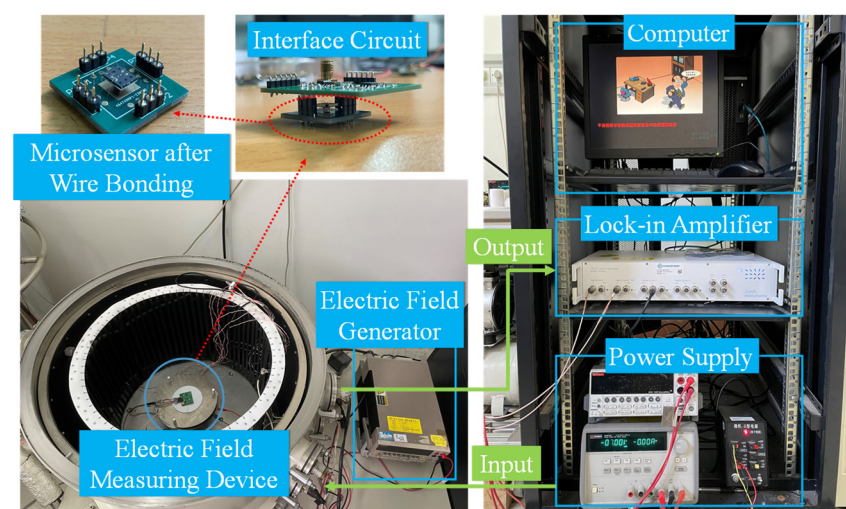 Interface Circuit
Computer
Microsensor after
Wire Bonding
Lock-in Amplifier
Output
Electric Field
Generator
Power Supply
Electric Field
Measuring Device
Input